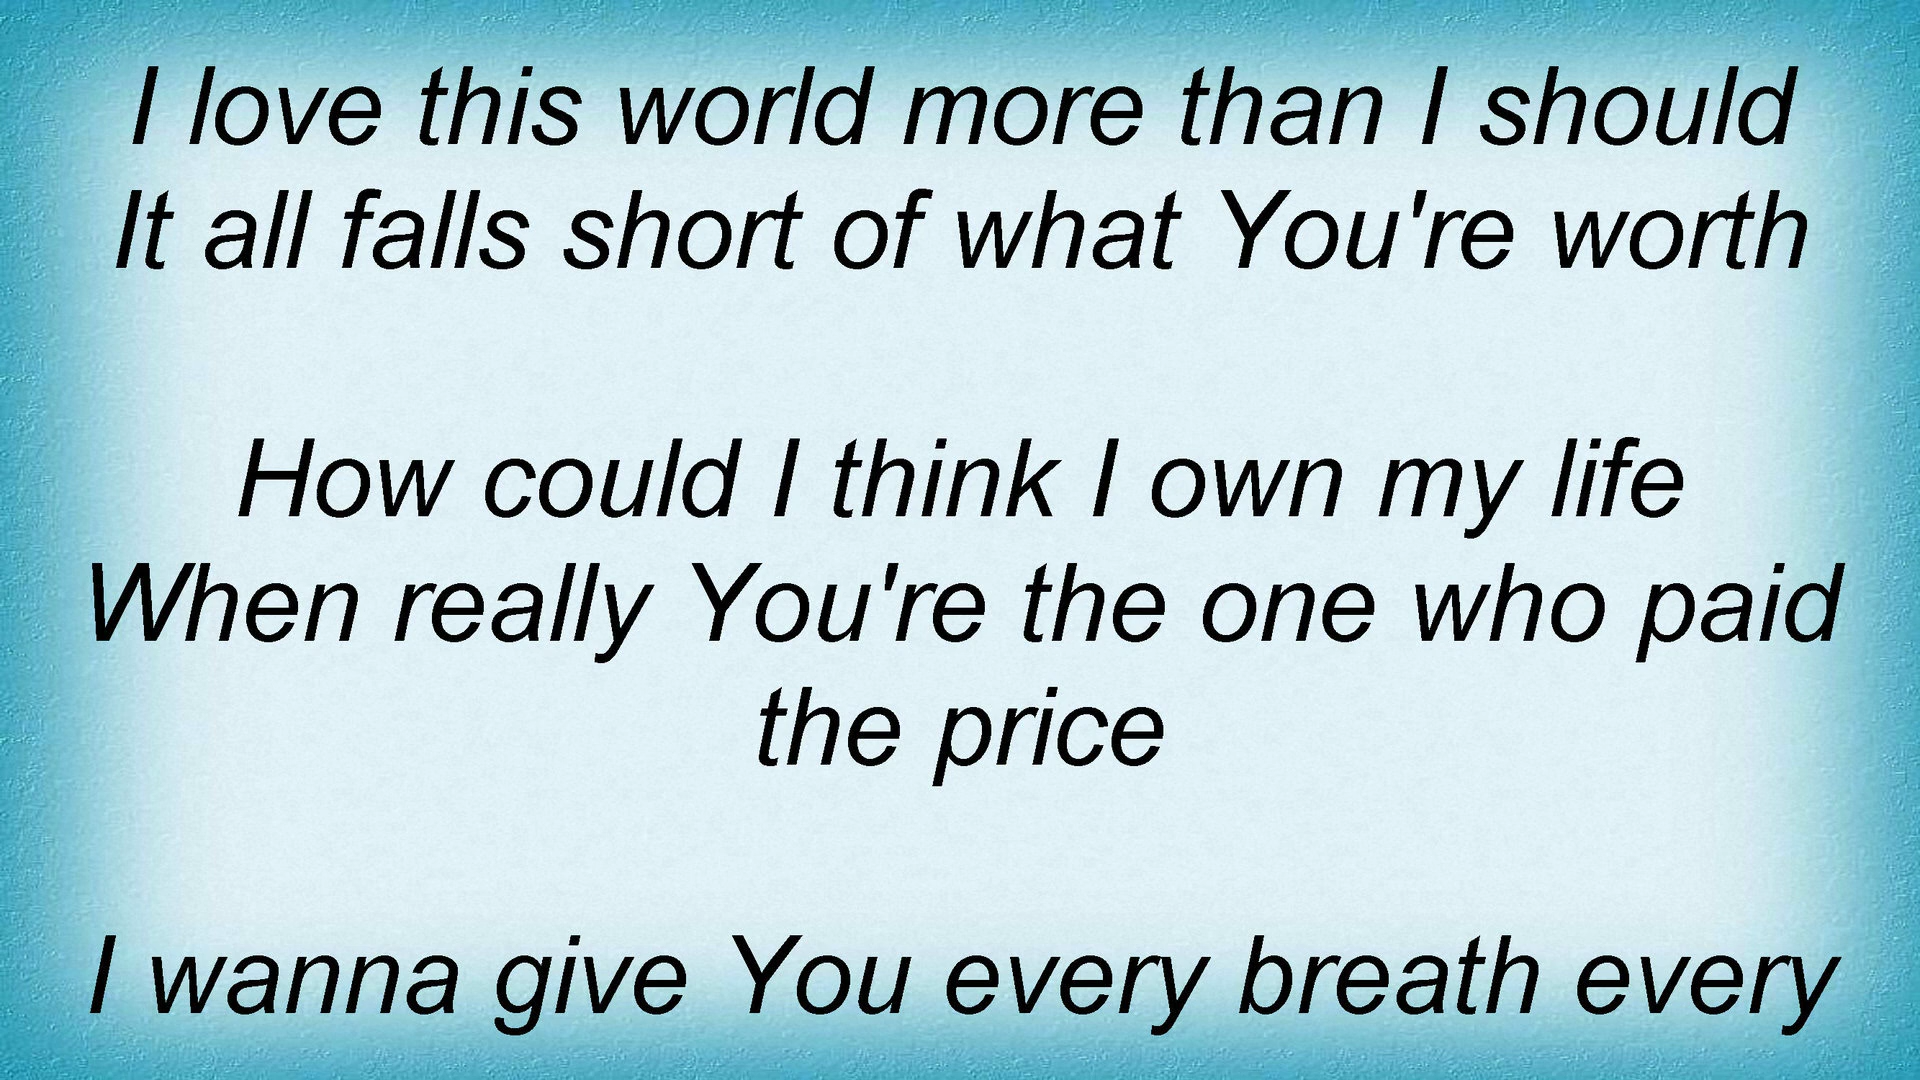 I love this world more than I should
It all falls short of what You're worth
How could I think I own my life
When really You're the one who paid
the price
I wanna give You every breath every